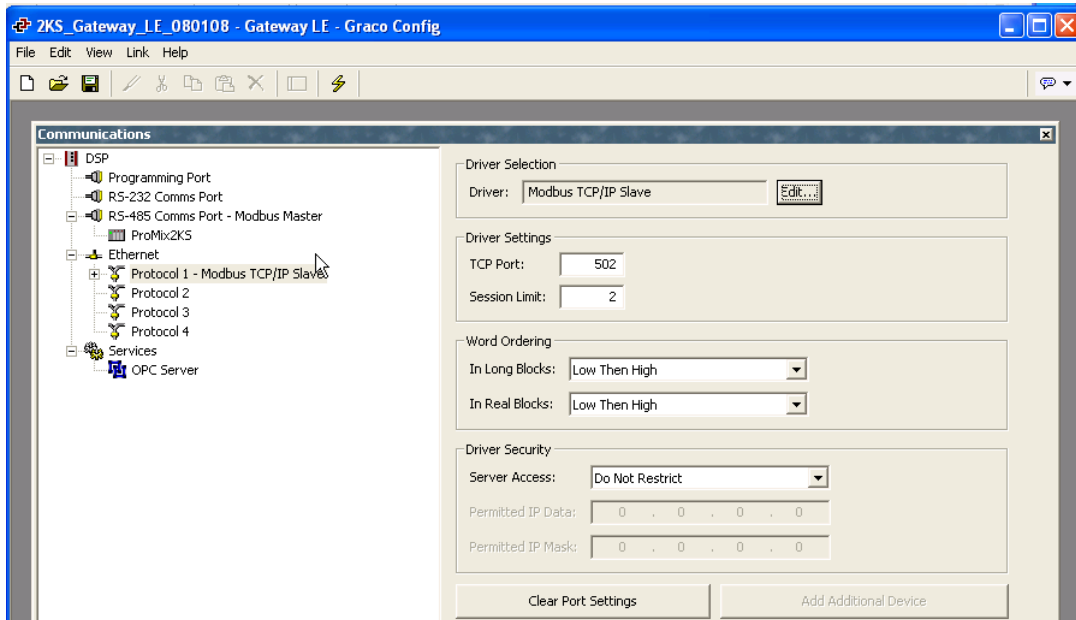 2KS_Gateway_LE_080108 - Gateway LE - Graco Config
File Edit View Link Help
Communications
DSP
Programming Port
RS-232 Comms Port
RS-485 Comms Port - Modbus Master
ProMix2KS
Ethernet
Protocol 1 - Modbus TCP/IP Slave
Protocol 2
Protocol 3
Protocol 4
Services
OPC Server
Driver Selection
Driver: Modbus TCP/IP Slave Edit...
Driver Settings
TCP Port: 502
Session Limit: 2
Word Ordering
In Long Blocks: Low Then High
In Real Blocks: Low Then High
Driver Security
Server Access: Do Not Restrict
Permitted IP Data: 0 . 0 . 0 . 0
Permitted IP Mask: 0 . 0 . 0 . 0
Clear Port Settings Add Additional Device